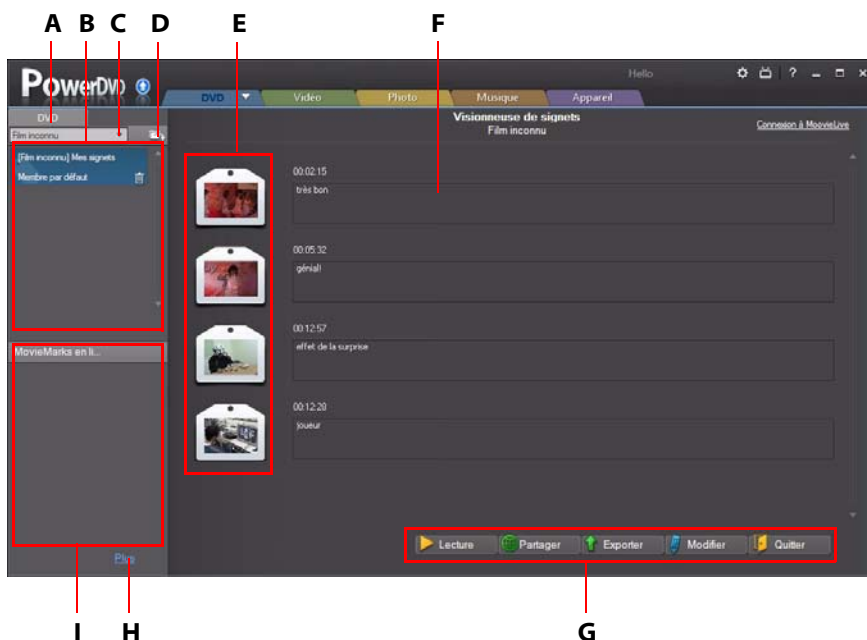 A B C D E F
PowerDVD
Hello
?
DVD Vidéo Photo Musique Appareil
DVD
Visionneuse de signets
Film inconnu
Film inconnu
Connexion à MoovieLive
[Film inconnu] Mes signets
Membre par défaut
00:02:15
très bon
00:05:32
génial!
00:12:57
effet de la surprise
MovieMarks en li...
00:12:28
joueur
Lecture Partager Exporter Modifier Quitter
Plus
I H G